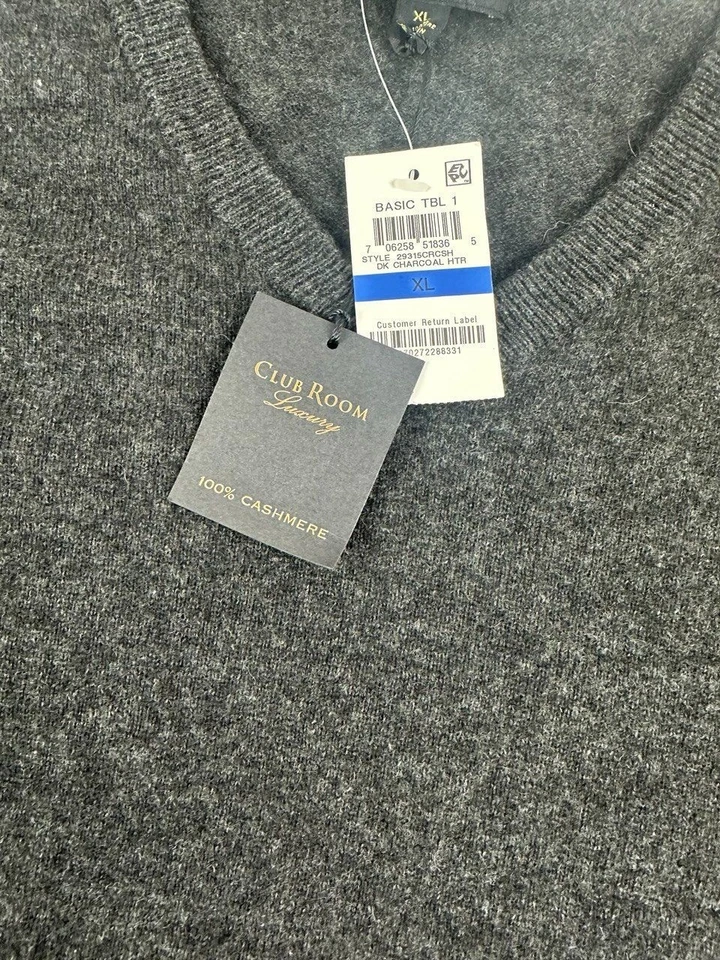 XL
BASIC TBL 1
7 06258 51836 5
STYLE 29315CRCSH
DK CHARCOAL HTR
XL
Customer Return Label
70272286331
CLUB ROOM
Luxury
100% CASHMERE